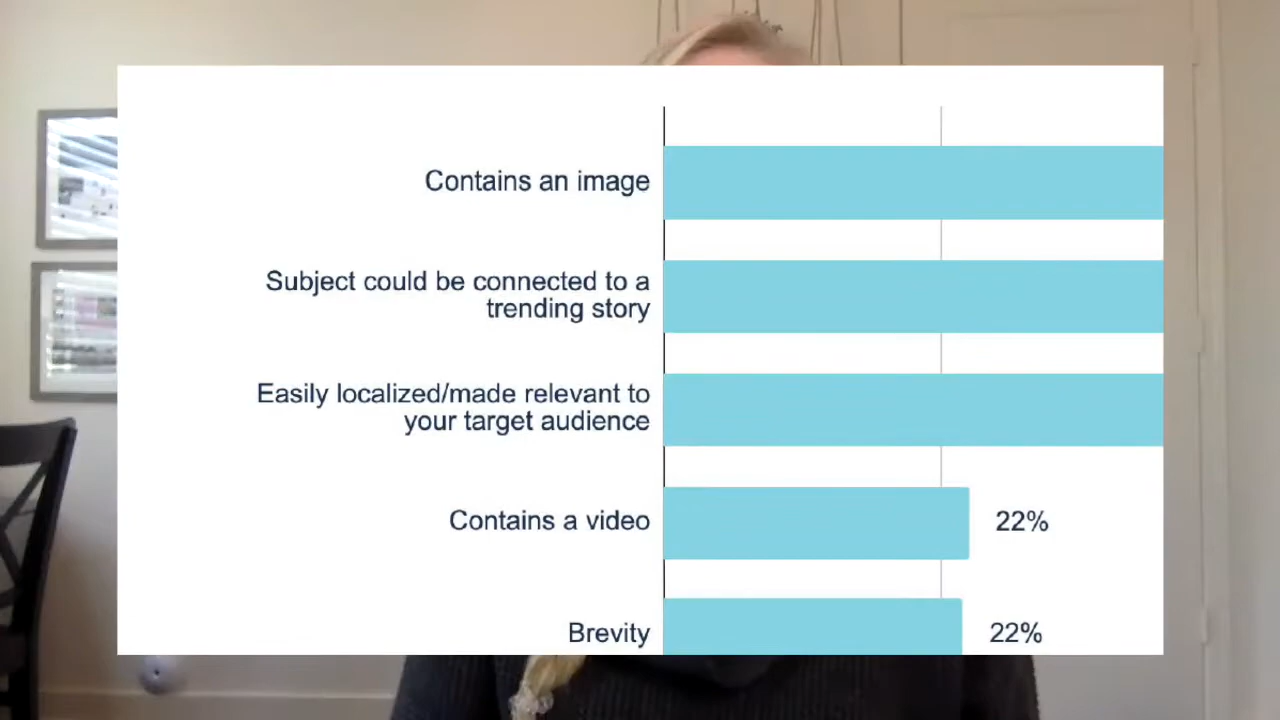 Contains an image
Subject could be connected to a
trending story
Easily localized/made relevant to
your target audience
Contains a video
22%
Brevity
22%